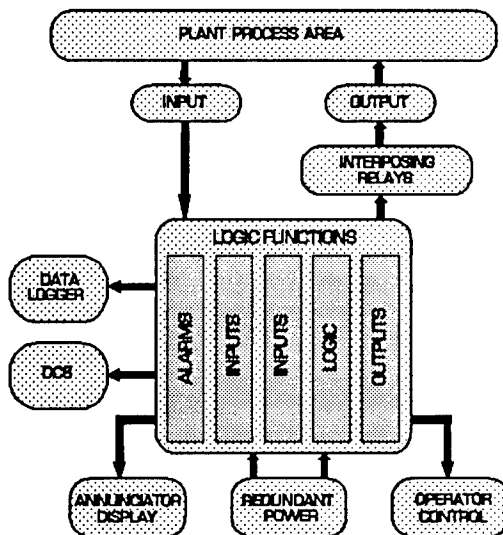 PLANT PROCESS AREA
INPUT
OUTPUT
INTERPOSING
RELAYS
LOGIC FUNCTIONS
DATA
LOGGER
DCS
ALARMS
INPUTS
INPUTS
LOGIC
OUTPUTS
ANNUNCIATOR
DISPLAY
REDUNDANT
POWER
OPERATOR
CONTROL